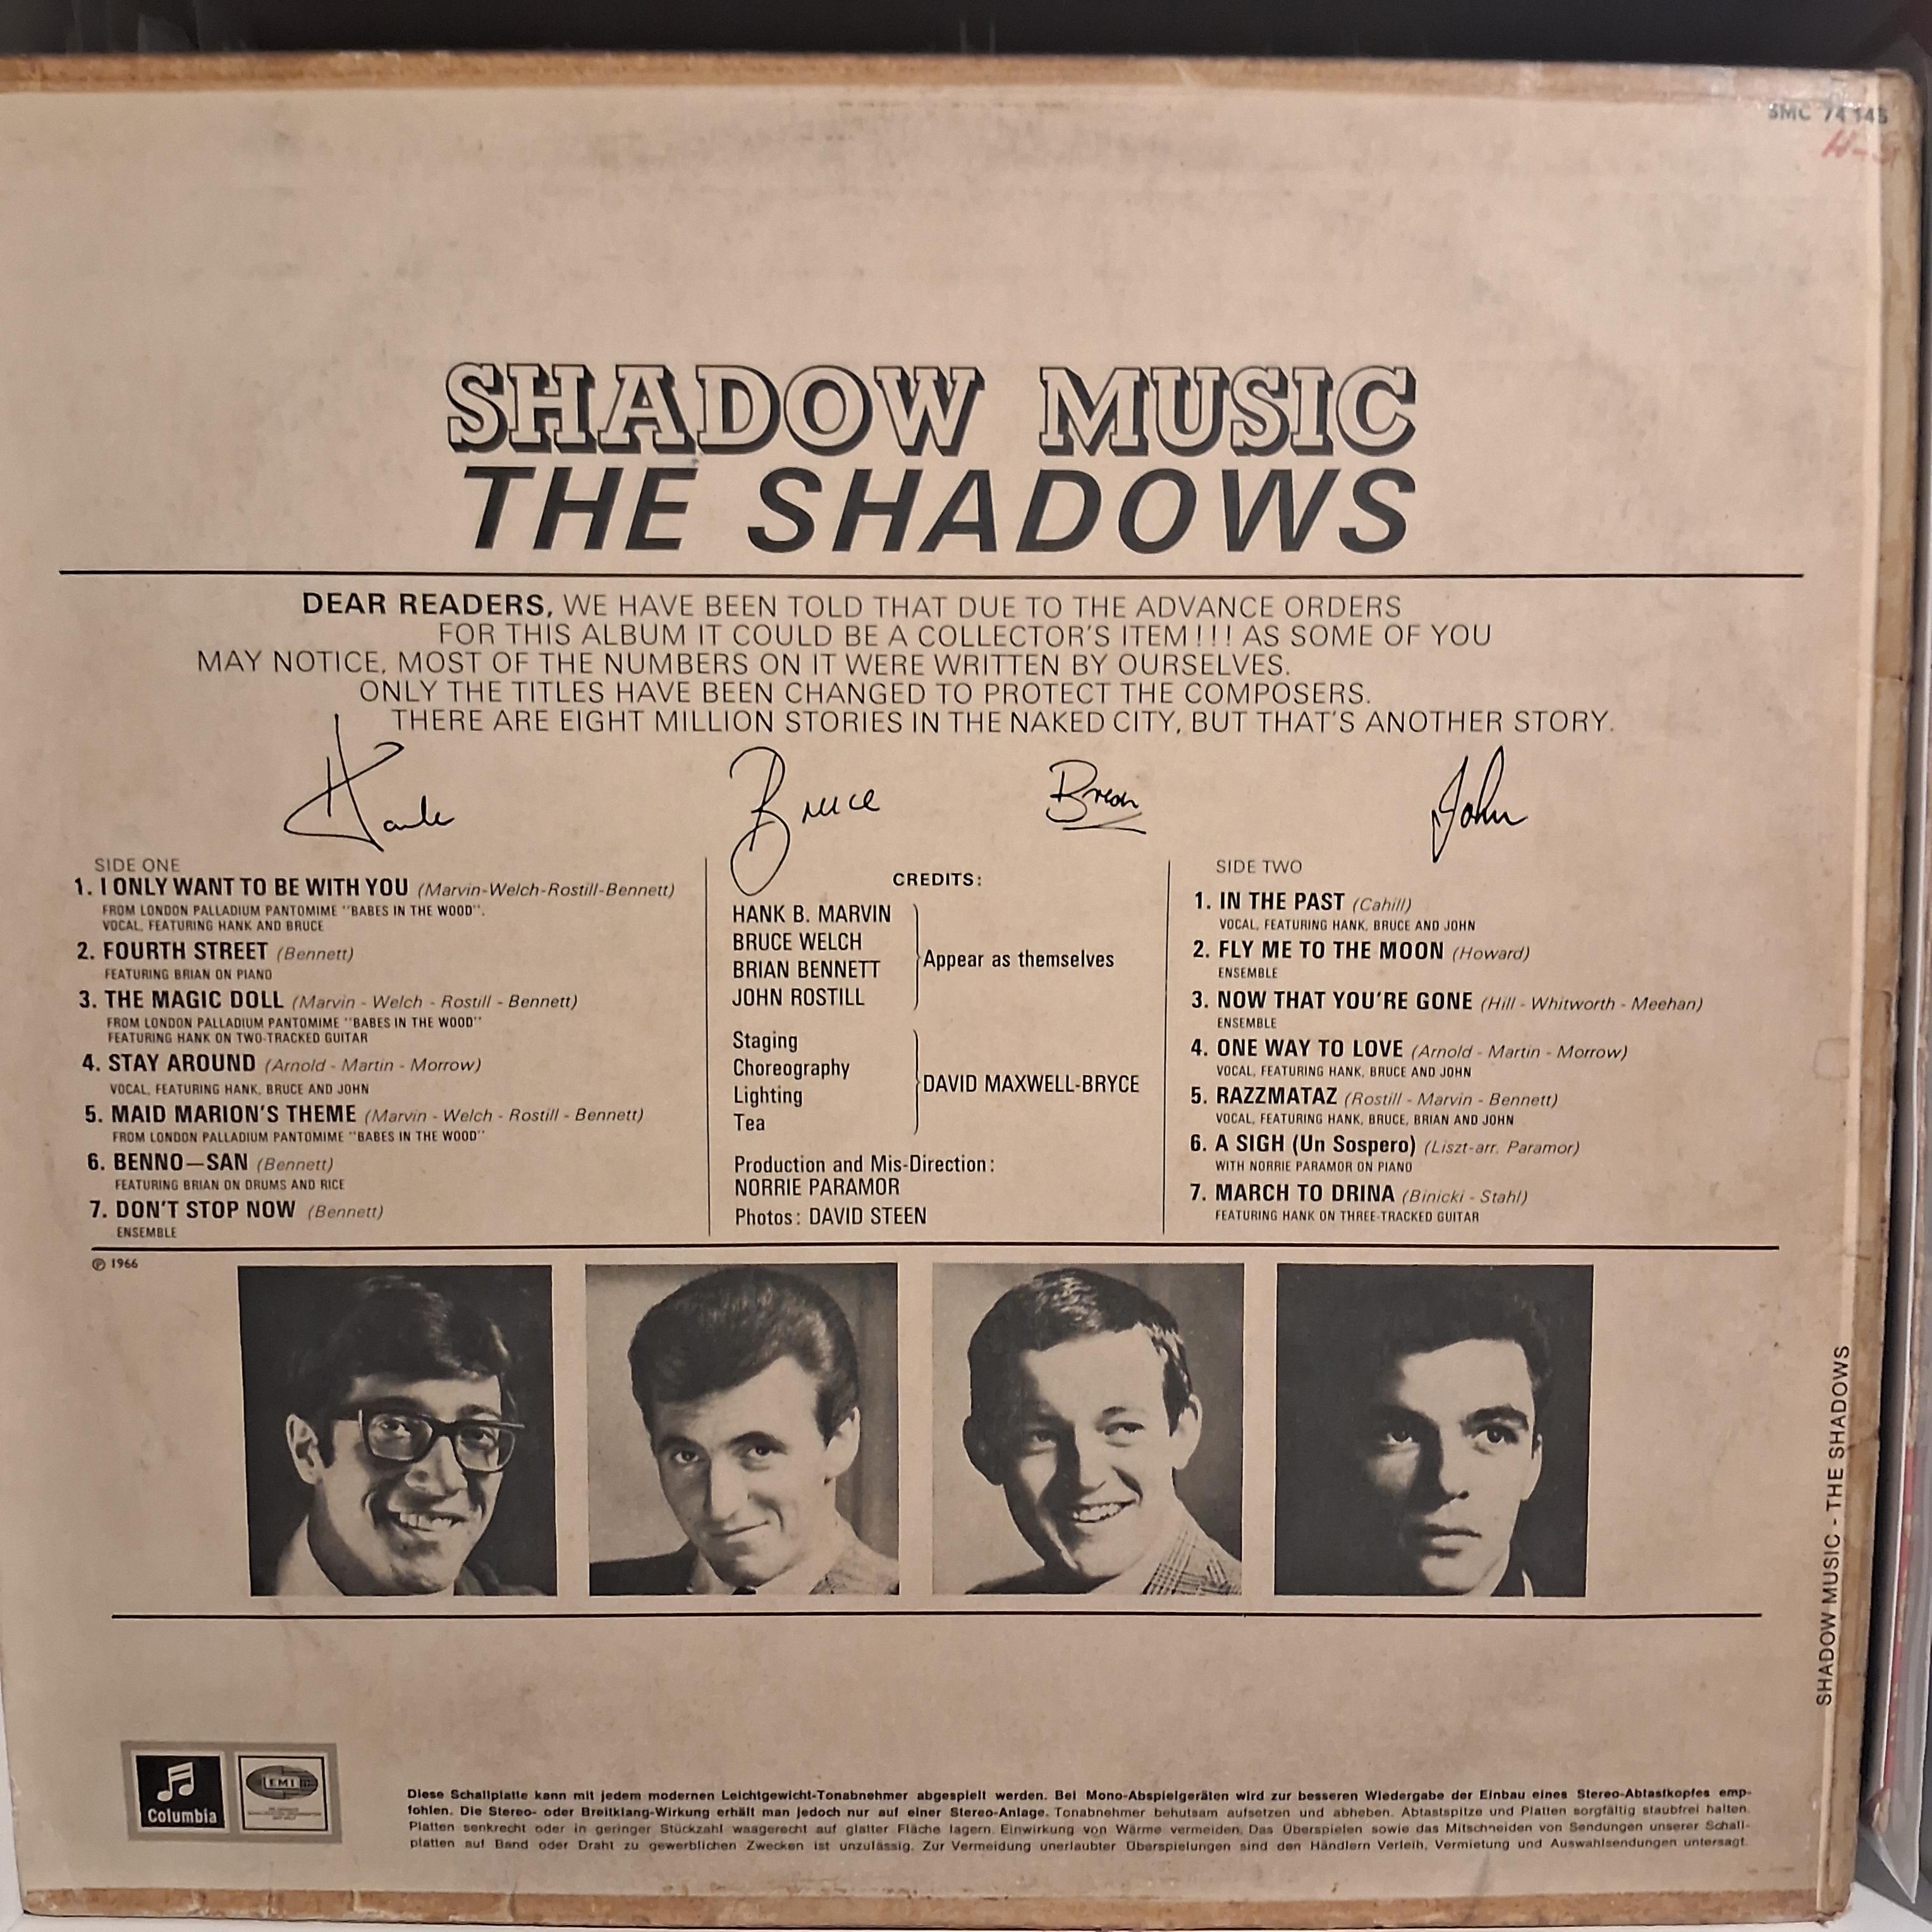 SMC 74 145
SHADOW MUSIC
THE SHADOWS
DEAR READERS, WE HAVE BEEN TOLD THAT DUE TO THE ADVANCE ORDERS
FOR THIS ALBUM IT COULD BE A COLLECTOR'S ITEM!!! AS SOME OF YOU
MAY NOTICE, MOST OF THE NUMBERS ON IT WERE WRITTEN BY OURSELVES.
ONLY THE TITLES HAVE BEEN CHANGED TO PROTECT THE COMPOSERS.
THERE ARE EIGHT MILLION STORIES IN THE NAKED CITY, BUT THAT'S ANOTHER STORY.
Hank Bruce Brian John
SIDE ONE
1. I ONLY WANT TO BE WITH YOU (Marvin-Welch-Rostill-Bennett)
FROM LONDON PALLADIUM PANTOMIME "BABES IN THE WOOD".
VOCAL, FEATURING HANK AND BRUCE
2. FOURTH STREET (Bennett)
FEATURING BRIAN ON PIANO
3. THE MAGIC DOLL (Marvin - Welch - Rostill - Bennett)
FROM LONDON PALLADIUM PANTOMIME "BABES IN THE WOOD"
FEATURING HANK ON TWO-TRACKED GUITAR
4. STAY AROUND (Arnold - Martin - Morrow)
VOCAL, FEATURING HANK, BRUCE AND JOHN
5. MAID MARION'S THEME (Marvin - Welch - Rostill - Bennett)
FROM LONDON PALLADIUM PANTOMIME "BABES IN THE WOOD"
6. BENNO—SAN (Bennett)
FEATURING BRIAN ON DRUMS AND RICE
7. DON'T STOP NOW (Bennett)
ENSEMBLE
CREDITS:
HANK B. MARVIN
BRUCE WELCH
BRIAN BENNETT
JOHN ROSTILL
Appear as themselves
Staging
Choreography
Lighting
Tea
DAVID MAXWELL-BRYCE
Production and Mis-Direction:
NORRIE PARAMOR
Photos: DAVID STEEN
SIDE TWO
1. IN THE PAST (Cahill)
VOCAL, FEATURING HANK, BRUCE AND JOHN
2. FLY ME TO THE MOON (Howard)
ENSEMBLE
3. NOW THAT YOU'RE GONE (Hill - Whitworth - Meehan)
ENSEMBLE
4. ONE WAY TO LOVE (Arnold - Martin - Morrow)
VOCAL, FEATURING HANK, BRUCE AND JOHN
5. RAZZMATAZ (Rostill - Marvin - Bennett)
VOCAL, FEATURING HANK, BRUCE, BRIAN AND JOHN
6. A SIGH (Un Sospero) (Liszt-arr. Paramor)
WITH NORRIE PARAMOR ON PIANO
7. MARCH TO DRINA (Binicki - Stahl)
FEATURING HANK ON THREE-TRACKED GUITAR
℗ 1966
SHADOW MUSIC - THE SHADOWS
Columbia
EMI
Diese Schallplatte kann mit jedem modernen Leichtgewicht-Tonabnehmer abgespielt werden. Bei Mono-Abspielgeräten wird zur besseren Wiedergabe der Einbau eines Stereo-Abtastkopfes emp-
fohlen. Die Stereo- oder Breitklang-Wirkung erhält man jedoch nur auf einer Stereo-Anlage. Tonabnehmer behutsam aufsetzen und abheben. Abtastspitze und Platten sorgfältig staubfrei halten.
Platten senkrecht oder in geringer Stückzahl waagerecht auf glatter Fläche lagern. Einwirkung von Wärme vermeiden. Das Überspielen sowie das Mitschneiden von Sendungen unserer Schall-
platten auf Band oder Draht zu gewerblichen Zwecken ist unzulässig. Zur Vermeidung unerlaubter Überspielungen sind den Händlern Verleih, Vermietung und Auswahlsendungen untersagt.